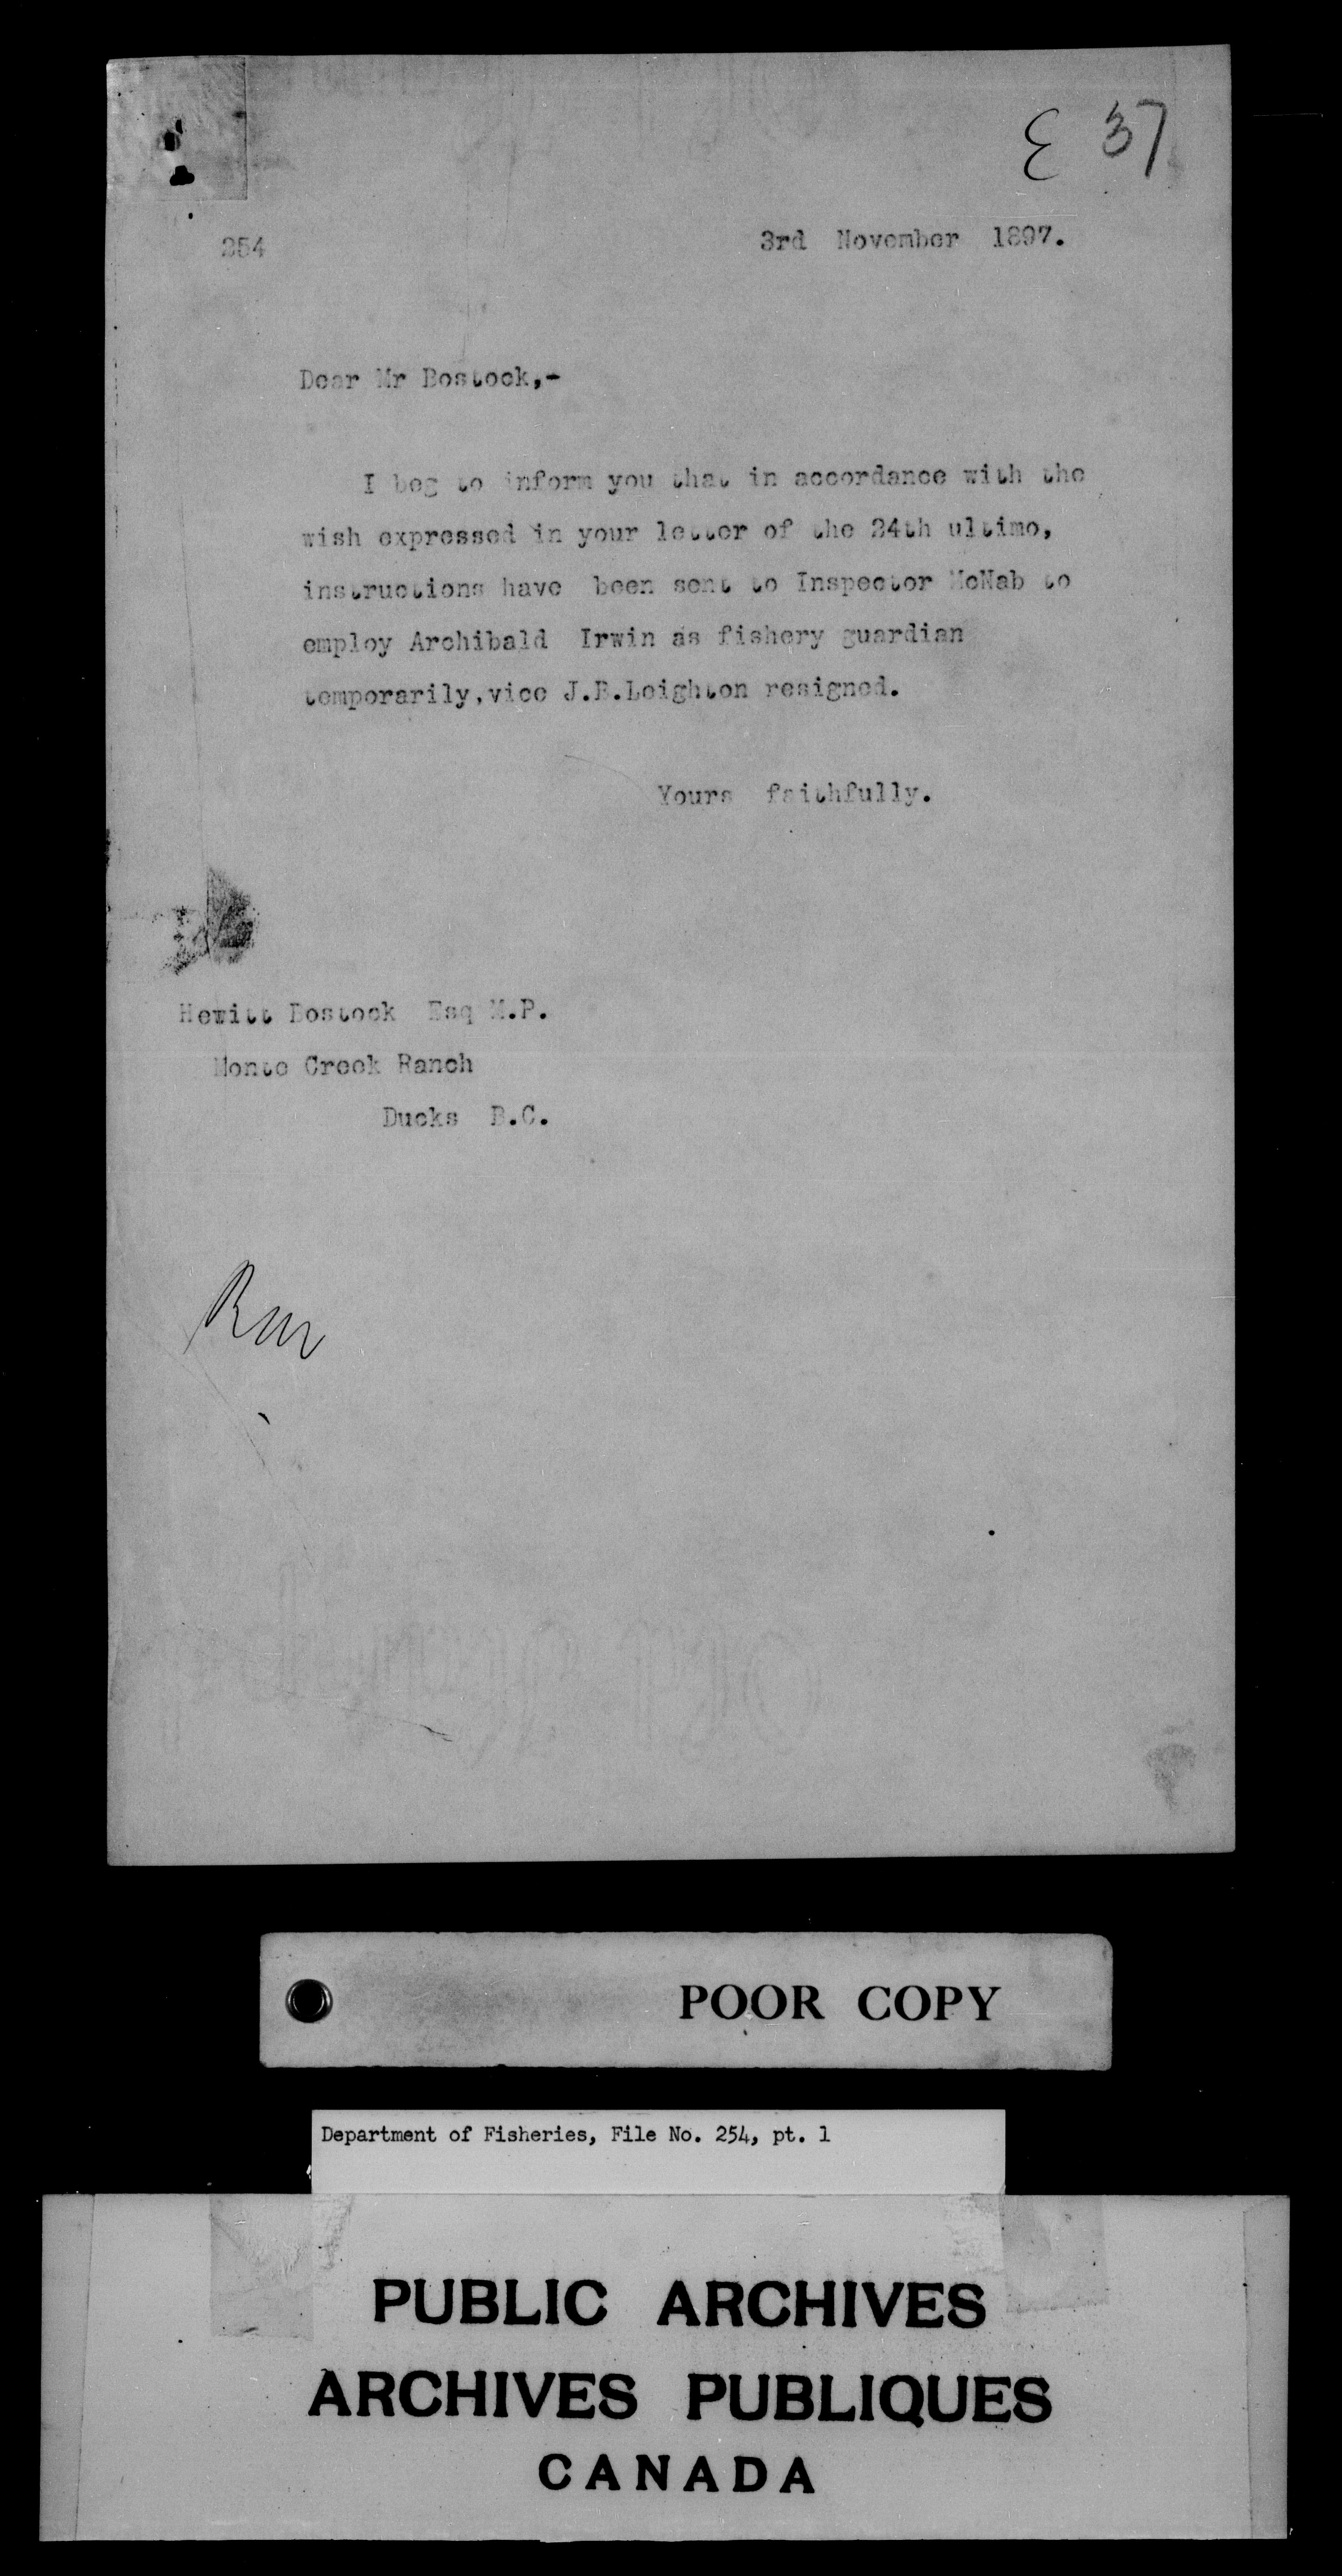 E 37
254 3rd November 1897.
Dear Mr Bostock,-
I beg to inform you that in accordance with the
wish expressed in your letter of the 24th ultimo,
instructions have been sent to Inspector McNab to
employ Archibald Irwin as fishery guardian
temporarily,vice J.B.Leighton resigned.
Yours faithfully.
Hewitt Bostock Esq M.P.
Monte Creek Ranch
Ducks B.C.
POOR COPY
Department of Fisheries, File No. 254, pt. 1
PUBLIC ARCHIVES
ARCHIVES PUBLIQUES
CANADA